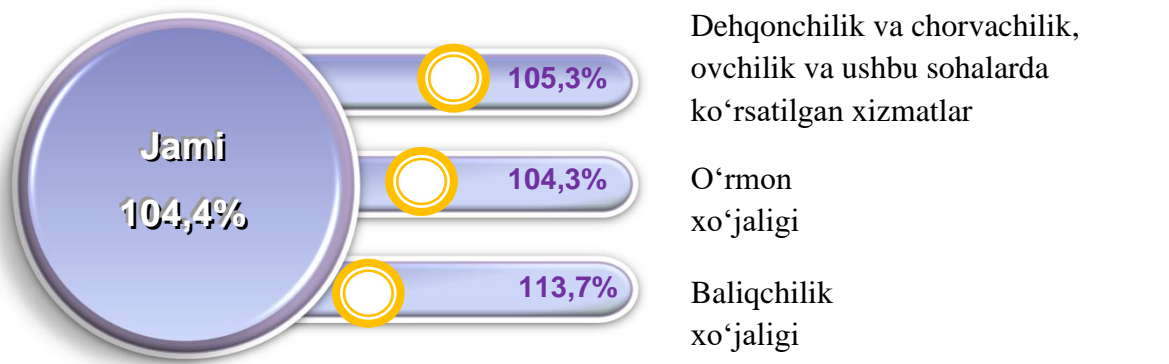 Jami
104,4%
105,3%
Dehqonchilik va chorvachilik,
ovchilik va ushbu sohalarda
ko‘rsatilgan xizmatlar
104,3%
O‘rmon
xo‘jaligi
113,7%
Baliqchilik
xo‘jaligi